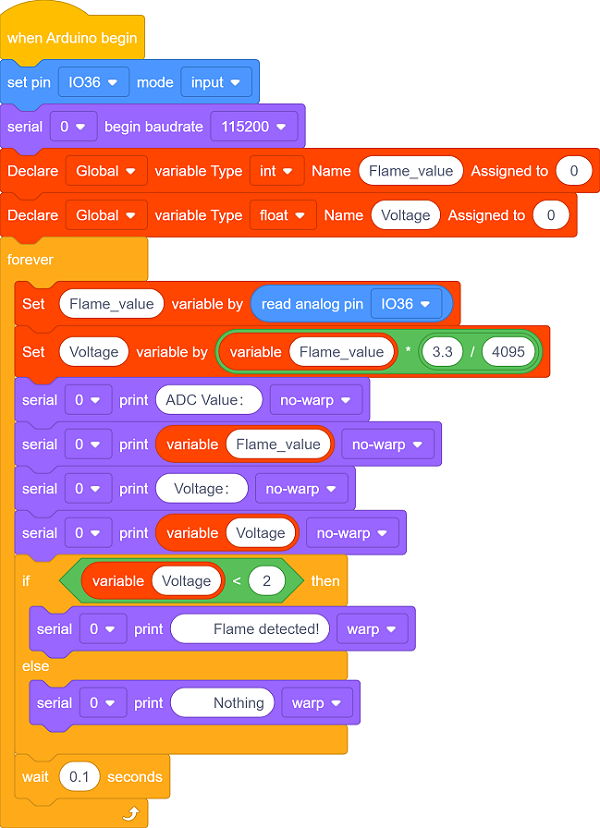 when Arduino begin
set pin IO36 mode input
serial 0 begin baudrate 115200
Declare Global variable Type int Name Flame_value Assigned to 0
Declare Global variable Type float Name Voltage Assigned to 0
forever
Set Flame_value variable by read analog pin IO36
Set Voltage variable by variable Flame_value * 3.3 / 4095
serial 0 print ADC Value: no-warp
serial 0 print variable Flame_value no-warp
serial 0 print Voltage: no-warp
serial 0 print variable Voltage no-warp
if variable Voltage < 2 then
serial 0 print Flame detected! warp
else
serial 0 print Nothing warp
wait 0.1 seconds